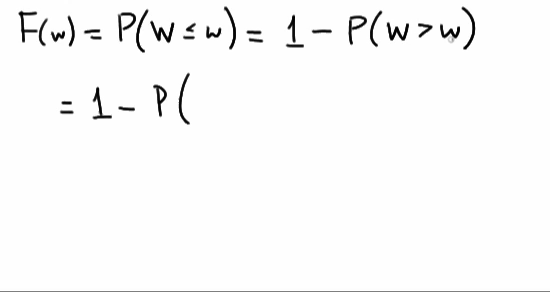 F(w) = P(W ≤ w) = 1 - P(W > w)
= 1 - P(